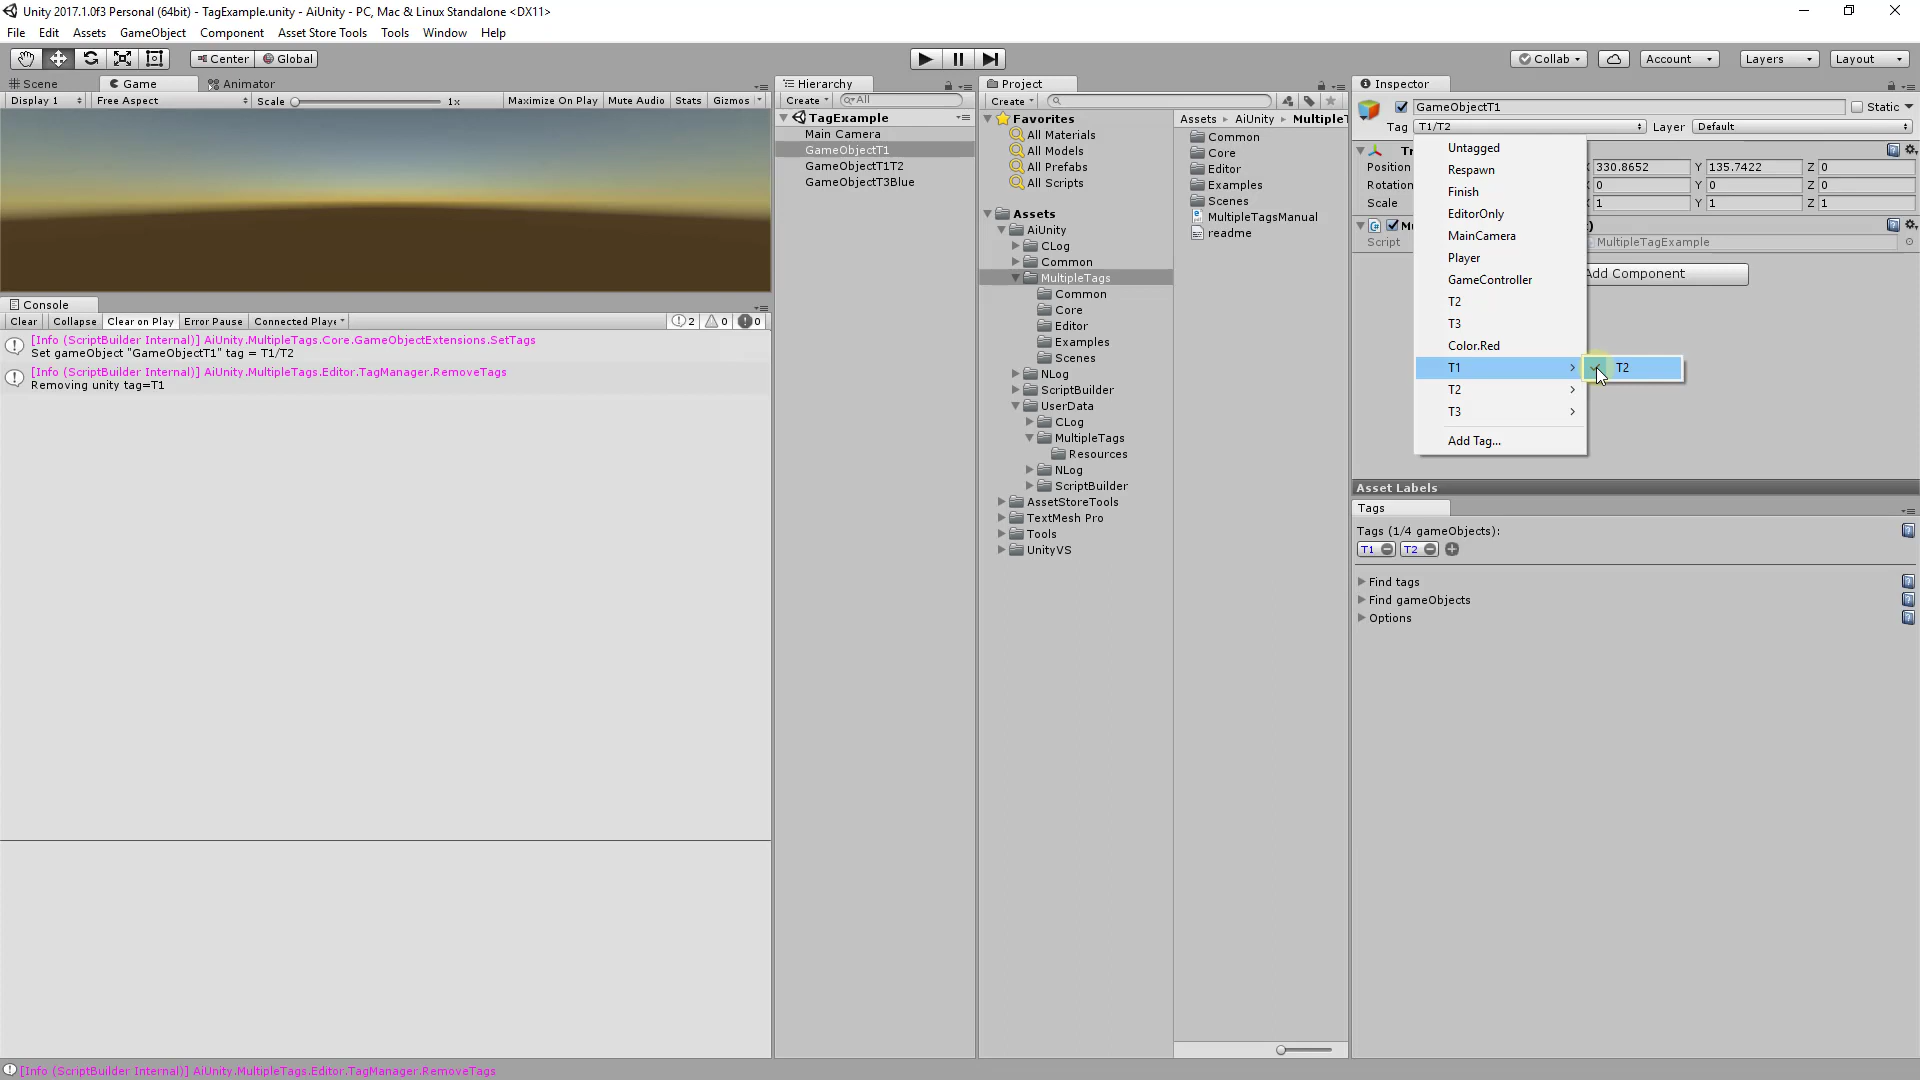 Unity 2017.1.0f3 Personal (64bit) - TagExample.unity - AiUnity - PC, Mac & Linux Standalone <DX11>
File Edit Assets GameObject Component Asset Store Tools Tools Window Help
Center Global Collab Account Layers Layout
Scene Game Animator
Display 1 Free Aspect Scale 1x Maximize On Play Mute Audio Stats Gizmos
Console
Clear Collapse Clear on Play Error Pause Connected Playe 2 0 0
[Info (ScriptBuilder Internal)] AiUnity.MultipleTags.Core.GameObjectExtensions.SetTags
Set gameObject "GameObjectT1" tag = T1/T2
[Info (ScriptBuilder Internal)] AiUnity.MultipleTags.Editor.TagManager.RemoveTags
Removing unity tag=T1
Hierarchy
Create All
TagExample
Main Camera
GameObjectT1
GameObjectT1T2
GameObjectT3Blue
Project
Create
Favorites
All Materials
All Models
All Prefabs
All Scripts
Assets
AiUnity
CLog
Common
MultipleTags
Common
Core
Editor
Examples
Scenes
NLog
ScriptBuilder
UserData
CLog
MultipleTags
Resources
NLog
ScriptBuilder
AssetStoreTools
TextMesh Pro
Tools
UnityVS
Assets AiUnity MultipleT
Common
Core
Editor
Examples
Scenes
MultipleTagsManual
readme
Inspector
GameObjectT1 Static
Tag T1/T2 Layer Default
Tr
Position 330.8652 Y 135.7422 Z 0
Rotation 0 Y 0 Z 0
Scale 1 Y 1 Z 1
Mu )
Script MultipleTagExample
Add Component
Untagged
Respawn
Finish
EditorOnly
MainCamera
Player
GameController
T2
T3
Color.Red
T1 T2
T2
T3
Add Tag...
Asset Labels
Tags
Tags (1/4 gameObjects):
T1 T2
Find tags
Find gameObjects
Options
[Info (ScriptBuilder Internal)] AiUnity.MultipleTags.Editor.TagManager.RemoveTags